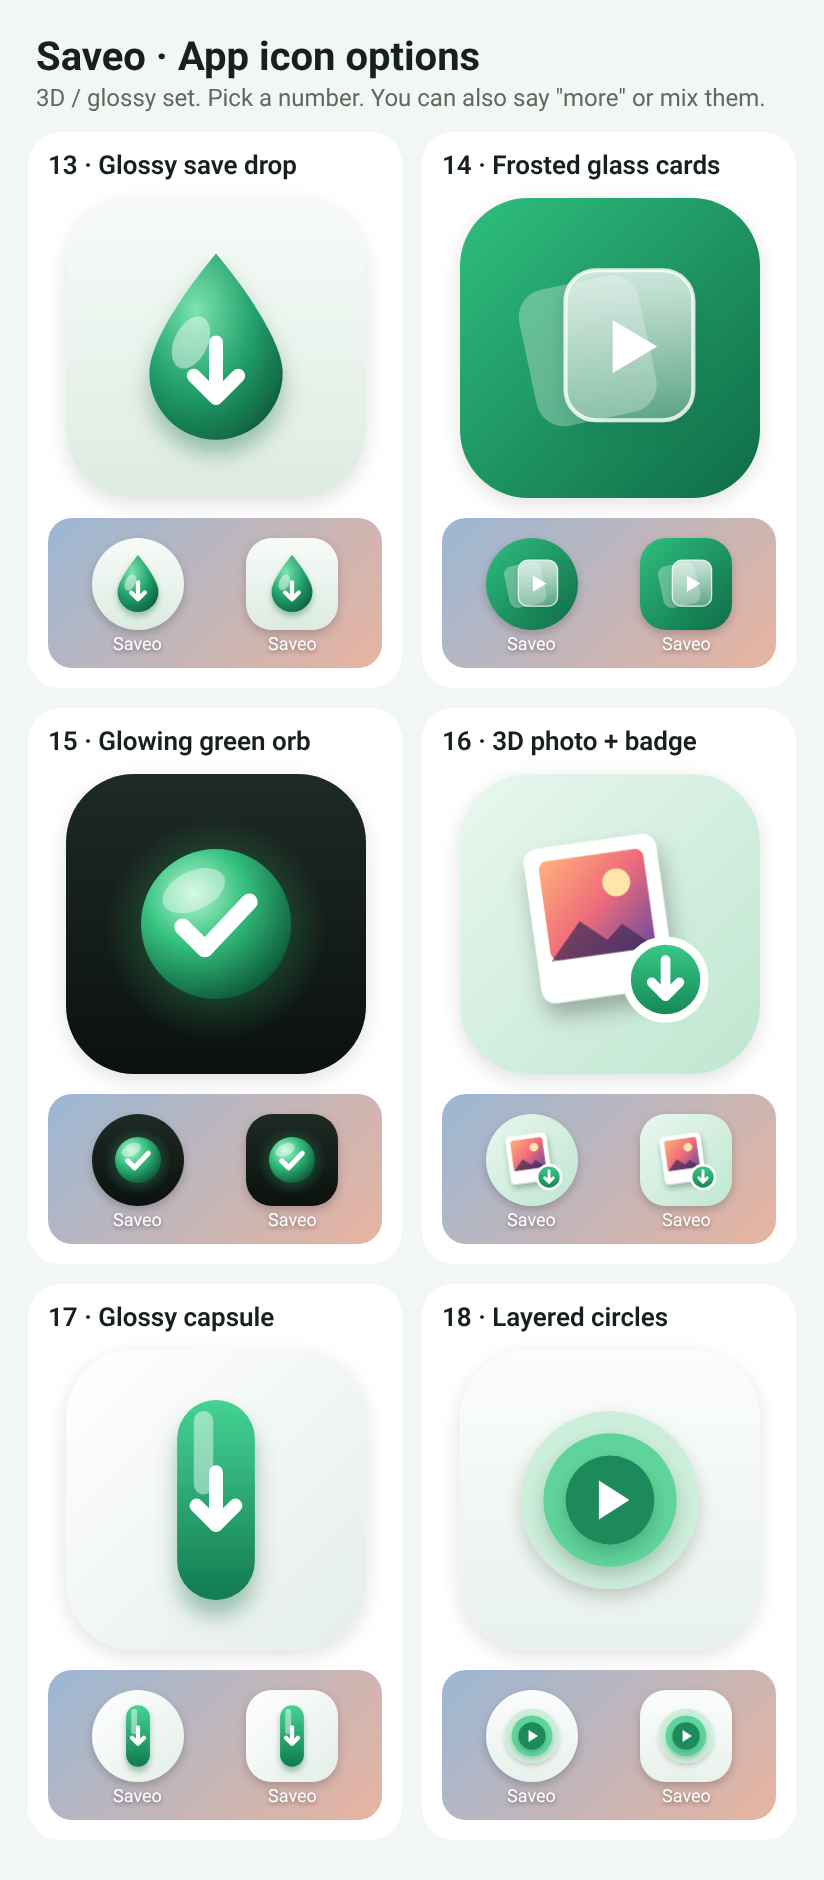 Saveo · App icon options
3D / glossy set. Pick a number. You can also say "more" or mix them.
13 · Glossy save drop
Saveo
Saveo
14 · Frosted glass cards
Saveo
Saveo
15 · Glowing green orb
Saveo
Saveo
16 · 3D photo + badge
Saveo
Saveo
17 · Glossy capsule
Saveo
Saveo
18 · Layered circles
Saveo
Saveo